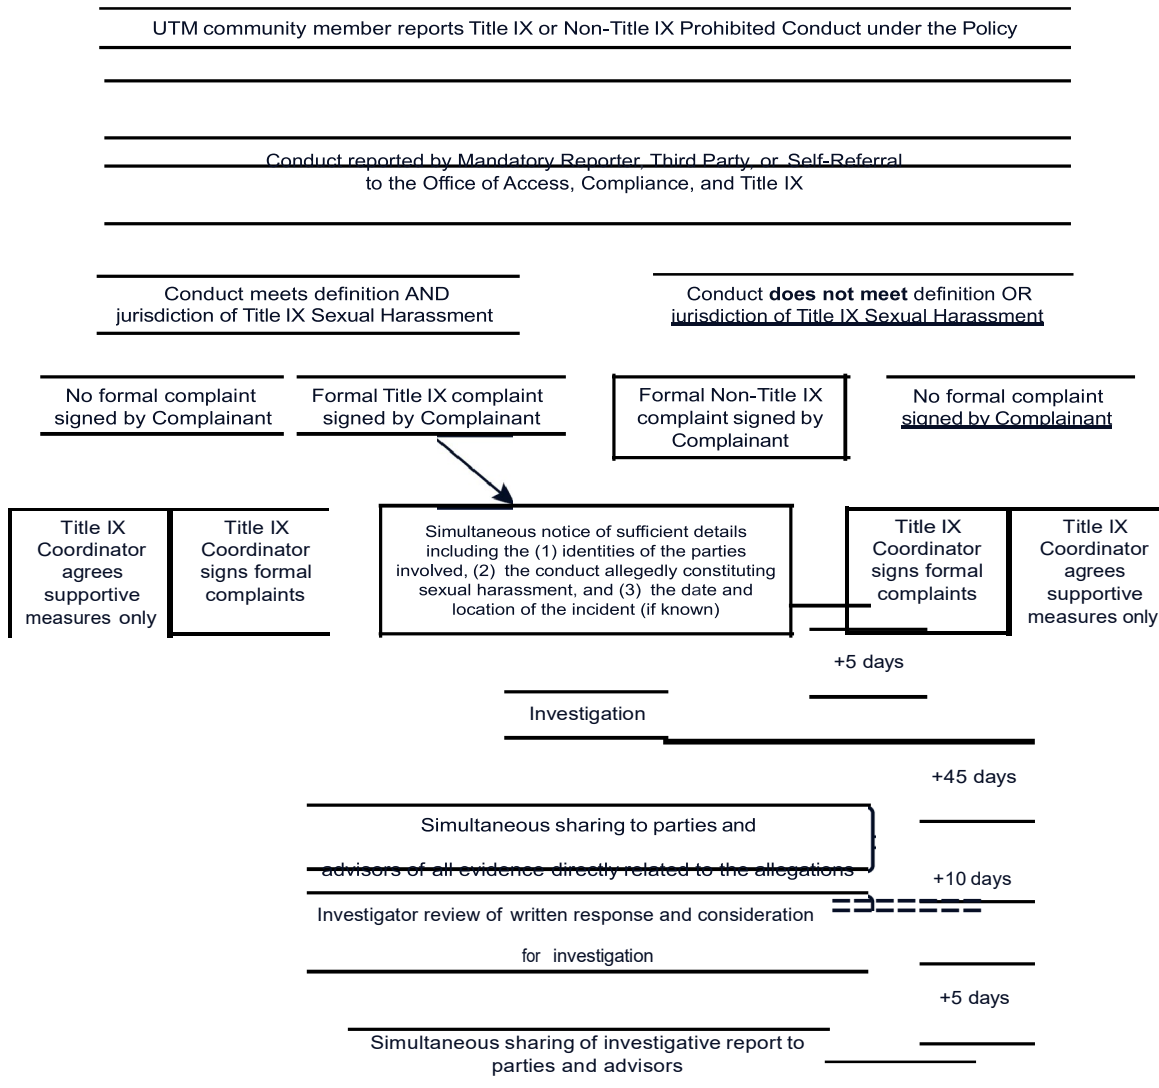 UTM community member reports Title IX or Non-Title IX Prohibited Conduct under the Policy
Conduct reported by Mandatory Reporter, Third Party, or Self-Referral
to the Office of Access, Compliance, and Title IX
Conduct meets definition AND
jurisdiction of Title IX Sexual Harassment
Conduct does not meet definition OR
jurisdiction of Title IX Sexual Harassment
No formal complaint
signed by Complainant
Formal Title IX complaint
signed by Complainant
Formal Non-Title IX
complaint signed by
Complainant
No formal complaint
signed by Complainant
Title IX
Coordinator
agrees
supportive
measures only
Title IX
Coordinator
signs formal
complaints
Simultaneous notice of sufficient details
including the (1) identities of the parties
involved, (2) the conduct allegedly constituting
sexual harassment, and (3) the date and
location of the incident (if known)
Title IX
Coordinator
signs formal
complaints
Title IX
Coordinator
agrees
supportive
measures only
+5 days
Investigation
+45 days
Simultaneous sharing to parties and
advisors of all evidence directly related to the allegations
+10 days
Investigator review of written response and consideration
for investigation
+5 days
Simultaneous sharing of investigative report to
parties and advisors